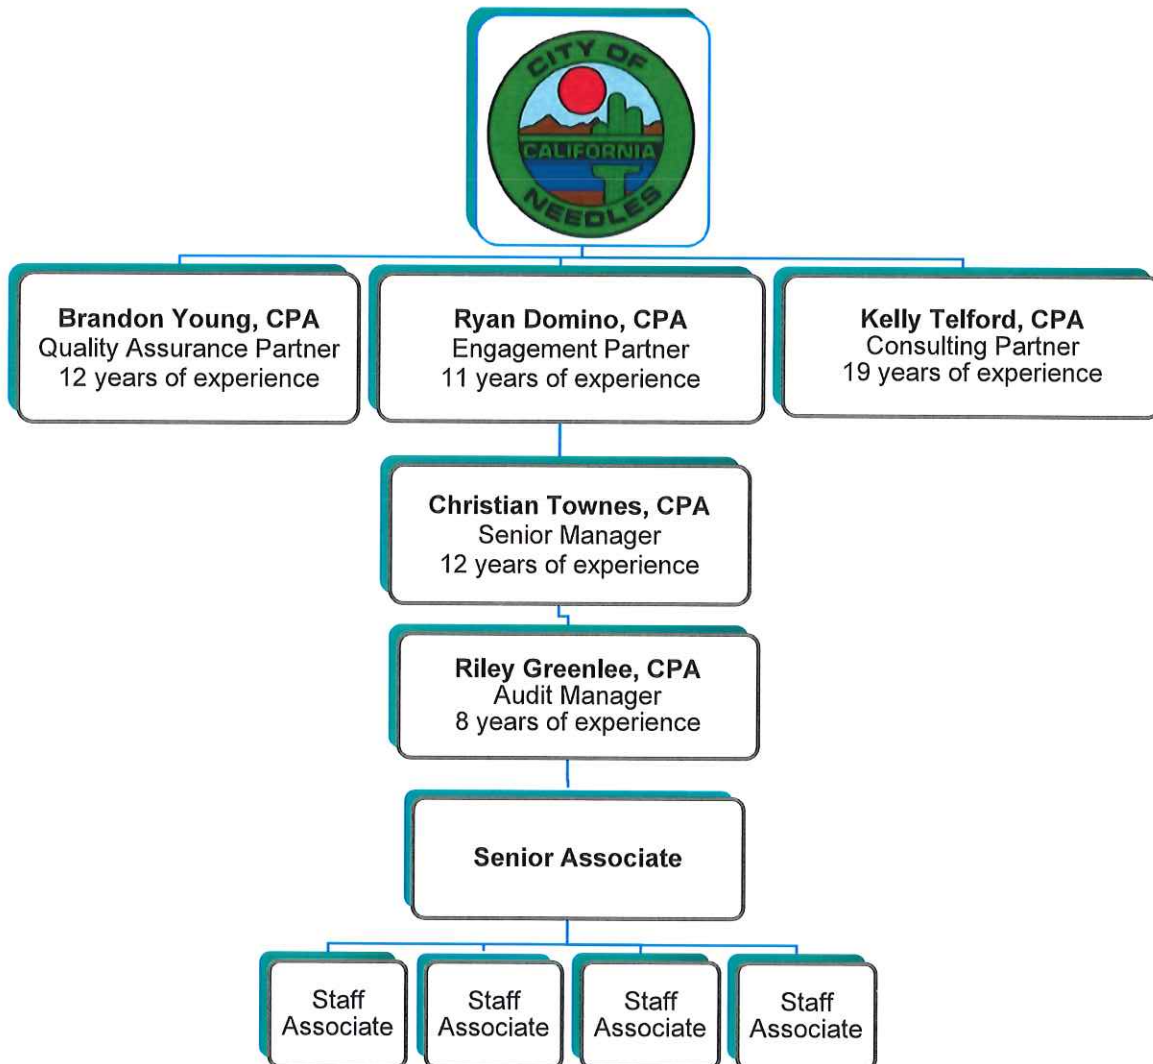 CITY OF
CALIFORNIA
NEEDLES
Brandon Young, CPA
Quality Assurance Partner
12 years of experience
Ryan Domino, CPA
Engagement Partner
11 years of experience
Kelly Telford, CPA
Consulting Partner
19 years of experience
Christian Townes, CPA
Senior Manager
12 years of experience
Riley Greenlee, CPA
Audit Manager
8 years of experience
Senior Associate
Staff
Associate
Staff
Associate
Staff
Associate
Staff
Associate